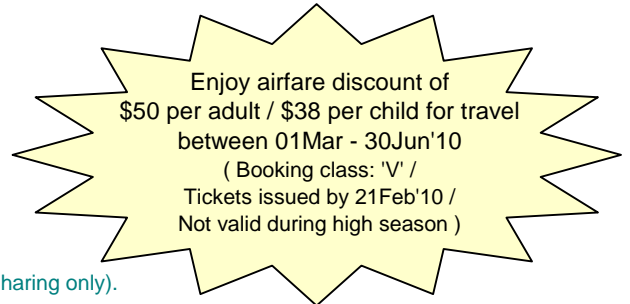 Enjoy airfare discount of
$50 per adult / $38 per child for travel
between 01Mar - 30Jun'10
( Booking class: 'V' /
Tickets issued by 21Feb'10 /
Not valid during high season )
haring only).